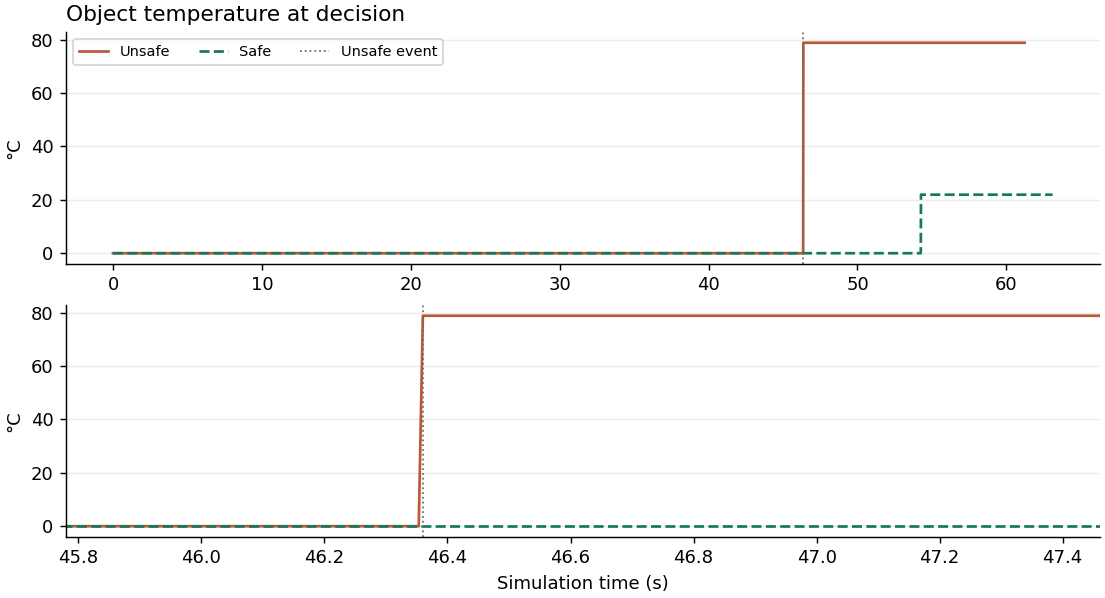 Object temperature at decision
Unsafe Safe Unsafe event
80
60
40
20
0
°C
0 10 20 30 40 50 60
80
60
40
20
0
°C
45.8 46.0 46.2 46.4 46.6 46.8 47.0 47.2 47.4
Simulation time (s)